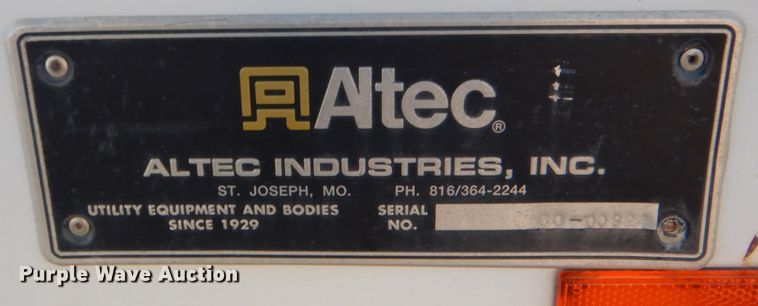 Altec®
ALTEC INDUSTRIES, INC.
ST. JOSEPH, MO. PH. 816/364-2244
UTILITY EQUIPMENT AND BODIES SERIAL
SINCE 1929 NO.
Purple Wave Auction